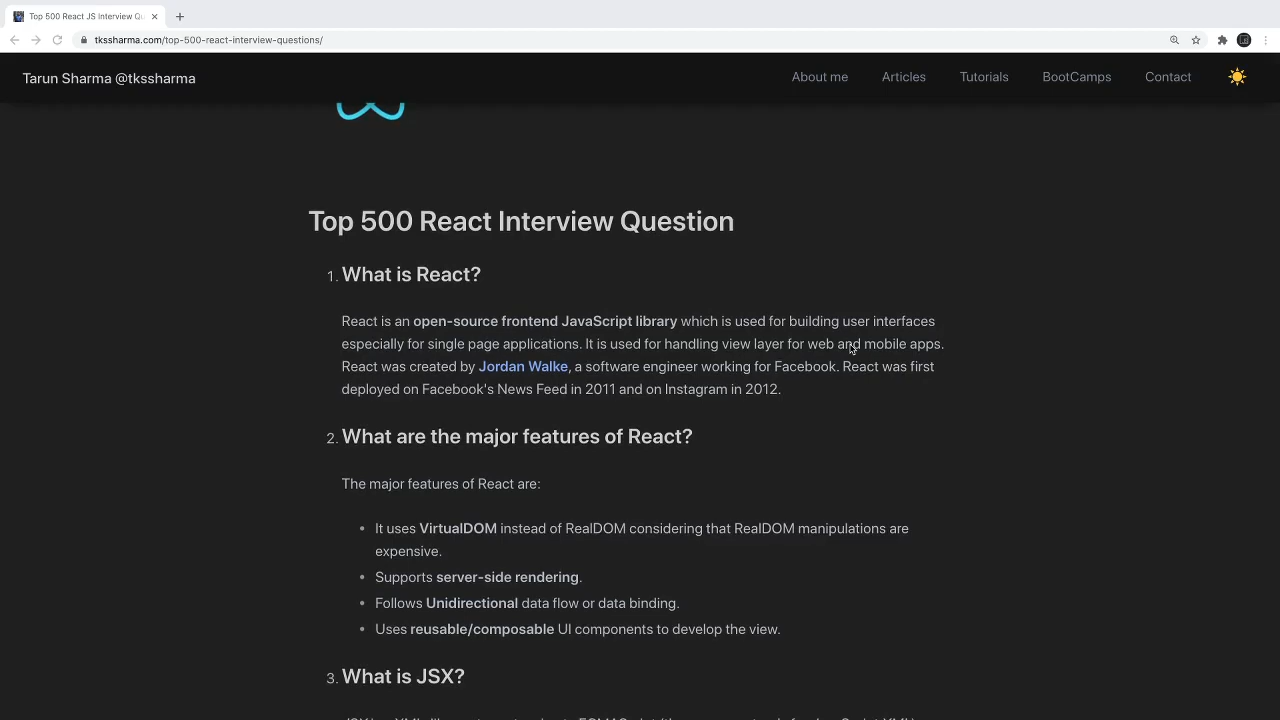 Top 500 React JS Interview Qu
tkssharma.com/top-500-react-interview-questions/
Tarun Sharma @tkssharma
About me
Articles
Tutorials
BootCamps
Contact
Top 500 React Interview Question
1. What is React?
React is an open-source frontend JavaScript library which is used for building user interfaces
especially for single page applications. It is used for handling view layer for web and mobile apps.
React was created by Jordan Walke, a software engineer working for Facebook. React was first
deployed on Facebook's News Feed in 2011 and on Instagram in 2012.
2. What are the major features of React?
The major features of React are:
• It uses VirtualDOM instead of RealDOM considering that RealDOM manipulations are
expensive.
• Supports server-side rendering.
• Follows Unidirectional data flow or data binding.
• Uses reusable/composable UI components to develop the view.
3. What is JSX?